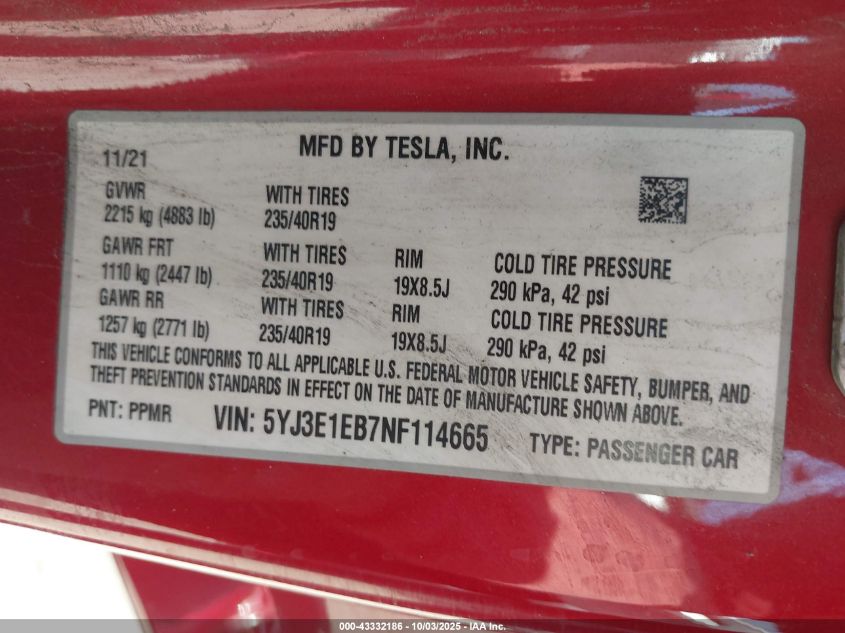 11/21 MFD BY TESLA, INC.
GVWR WITH TIRES
2215 kg (4883 lb) 235/40R19
GAWR FRT WITH TIRES RIM COLD TIRE PRESSURE
1110 kg (2447 lb) 235/40R19 19X8.5J 290 kPa, 42 psi
GAWR RR WITH TIRES RIM COLD TIRE PRESSURE
1257 kg (2771 lb) 235/40R19 19X8.5J 290 kPa, 42 psi
THIS VEHICLE CONFORMS TO ALL APPLICABLE U.S. FEDERAL MOTOR VEHICLE SAFETY, BUMPER, AND
THEFT PREVENTION STANDARDS IN EFFECT ON THE DATE OF MANUFACTURE SHOWN ABOVE.
PNT: PPMR VIN: 5YJ3E1EB7NF114665 TYPE: PASSENGER CAR
000-43332186 - 10/03/2025 - IAA Inc.